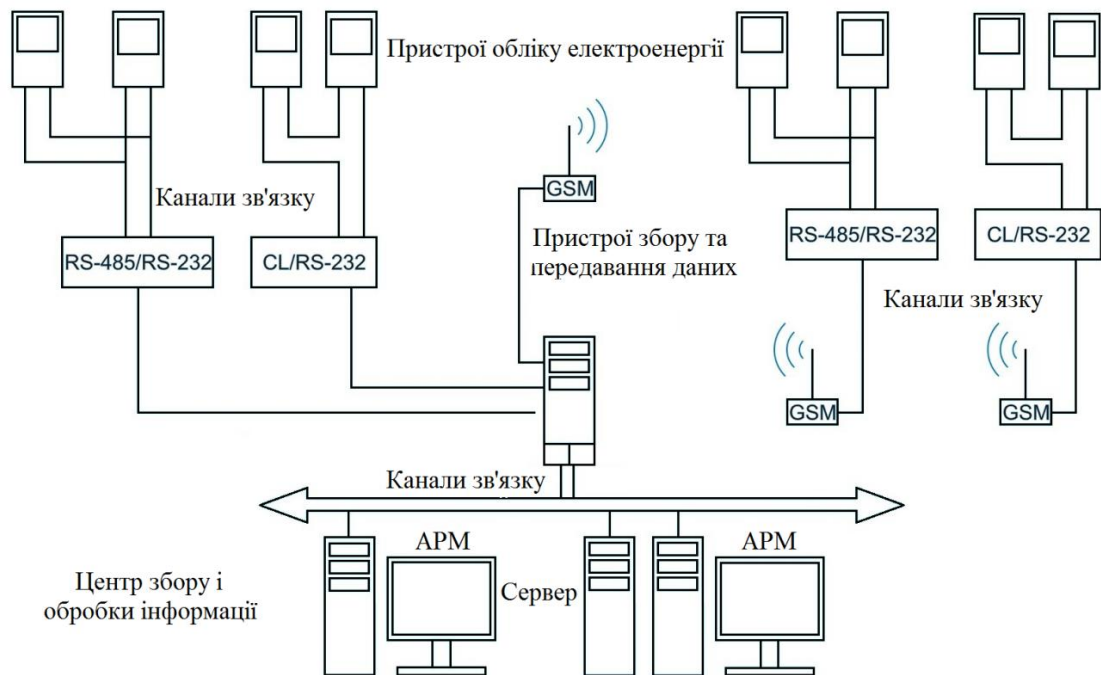 Пристрої обліку електроенергії
GSM
Канали зв'язку
Пристрої збору та
передавання даних
RS-485/RS-232
CL/RS-232
RS-485/RS-232
CL/RS-232
Канали зв'язку
GSM
GSM
Канали зв'язку
АРМ
АРМ
Центр збору і
обробки інформації
Сервер